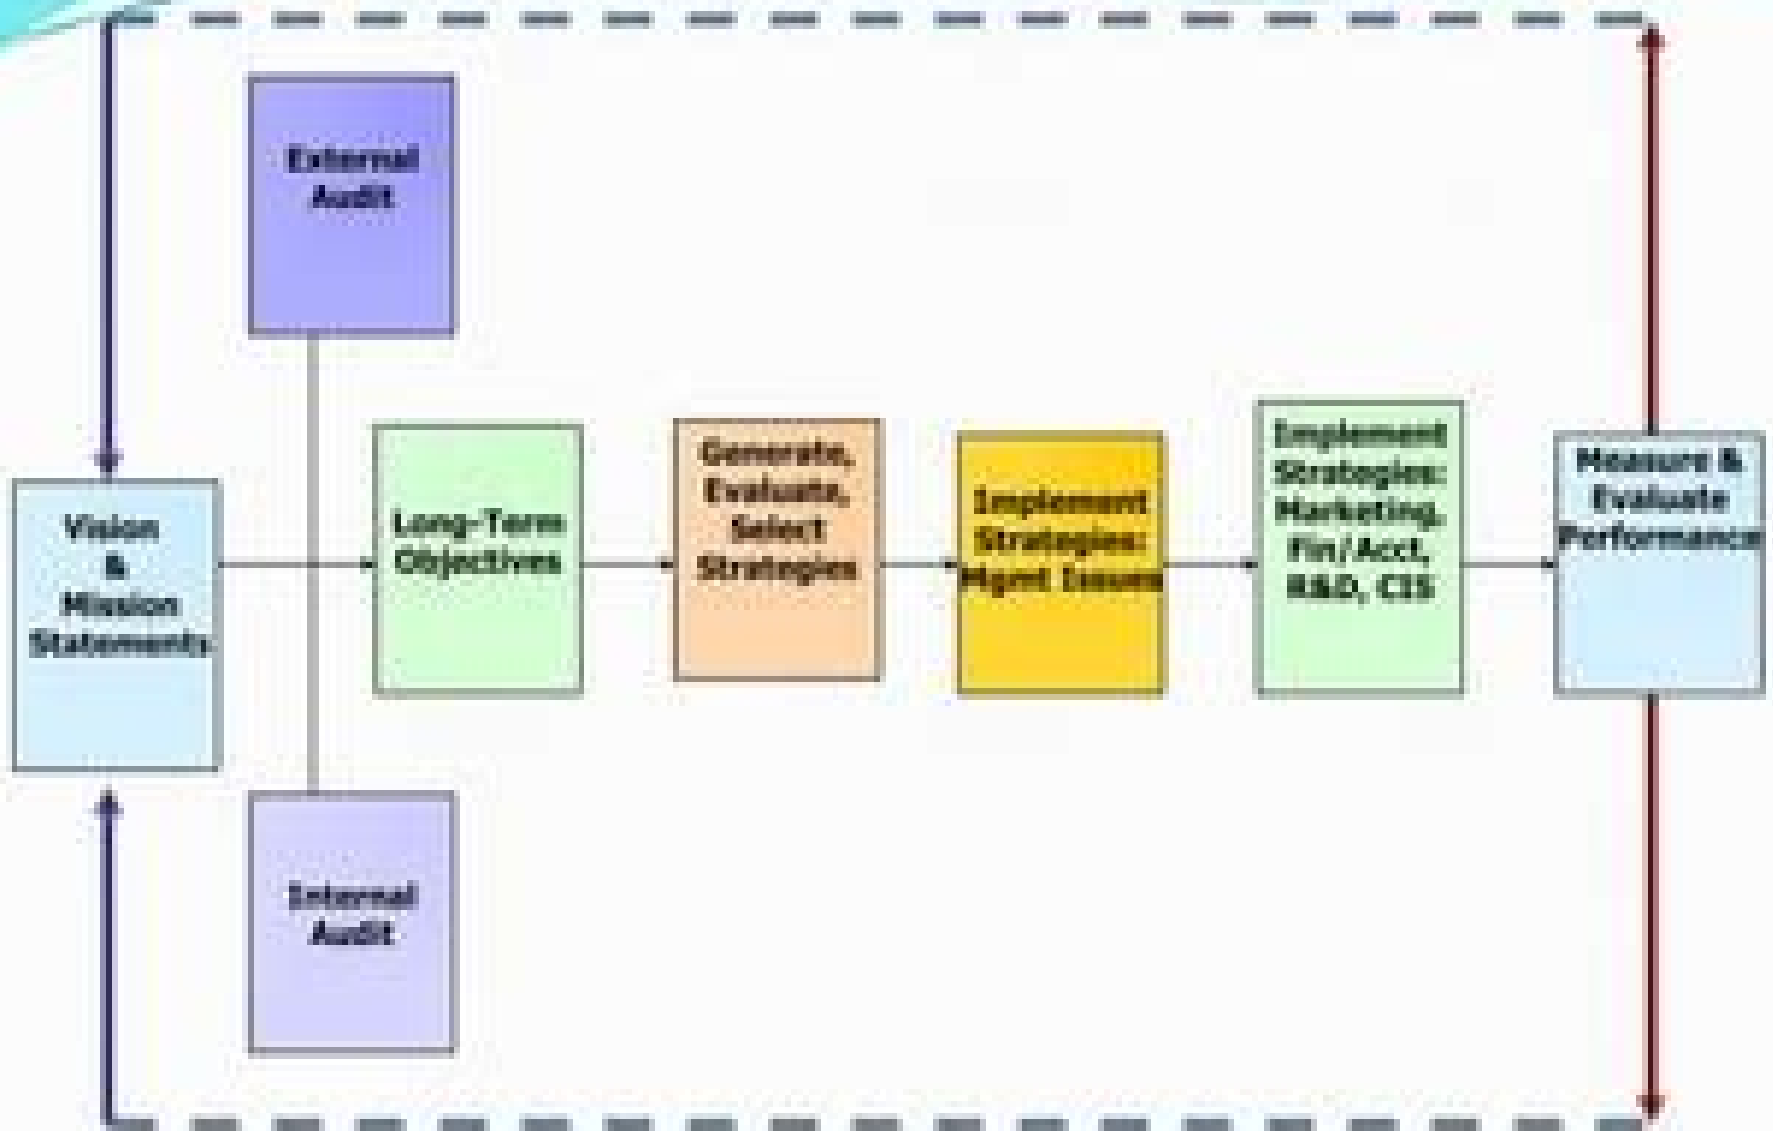 External
Audit
Vision
&
Mission
Statements
Long-Term
Objectives
Generate,
Evaluate,
Select
Strategies
Implement
Strategies:
Mgmt Issues
Implement
Strategies:
Marketing,
Fin/Acct,
R&D, CIS
Measure &
Evaluate
Performance
Internal
Audit